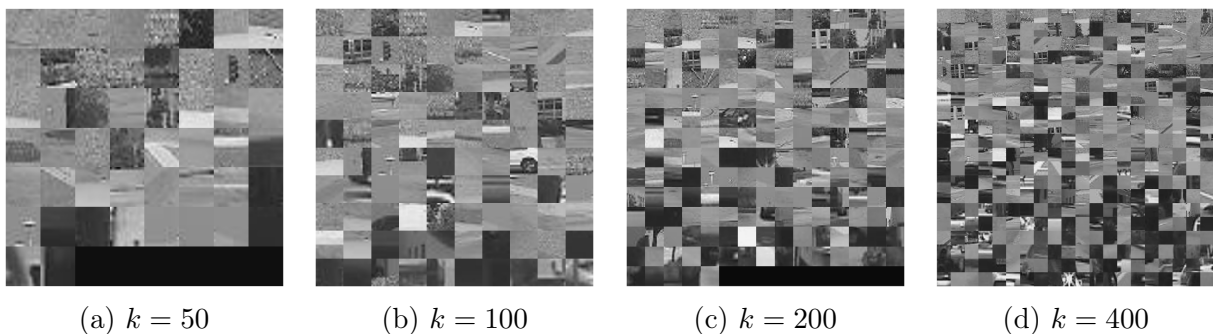 (a) k = 50
(b) k = 100
(c) k = 200
(d) k = 400